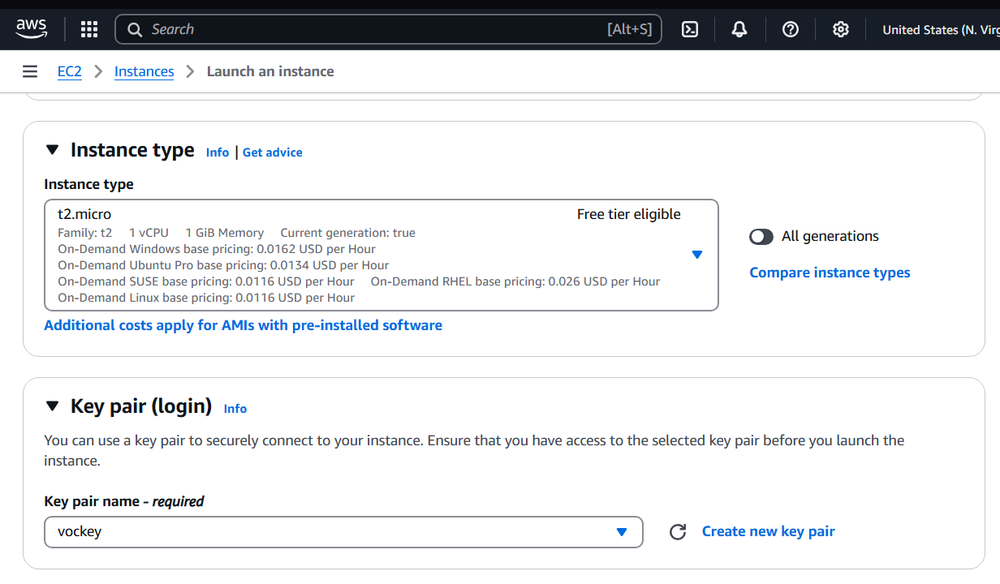 aws
Search [Alt+S]
United States (N. Virg
EC2 Instances Launch an instance
Instance type Info | Get advice
Instance type
t2.micro Free tier eligible
Family: t2 1 vCPU 1 GiB Memory Current generation: true
On-Demand Windows base pricing: 0.0162 USD per Hour
On-Demand Ubuntu Pro base pricing: 0.0134 USD per Hour
On-Demand SUSE base pricing: 0.0116 USD per Hour On-Demand RHEL base pricing: 0.026 USD per Hour
On-Demand Linux base pricing: 0.0116 USD per Hour
All generations
Compare instance types
Additional costs apply for AMIs with pre-installed software
Key pair (login) Info
You can use a key pair to securely connect to your instance. Ensure that you have access to the selected key pair before you launch the
instance.
Key pair name - required
vockey
Create new key pair